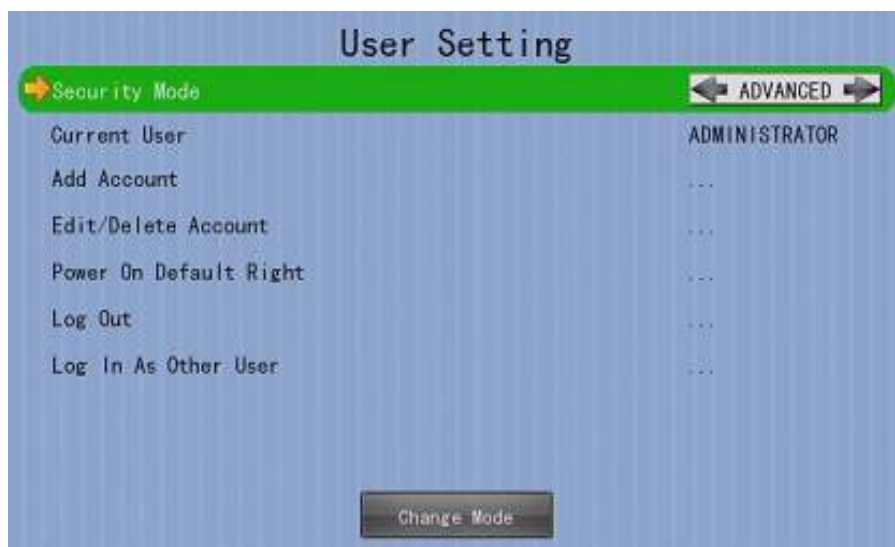 User Setting
Security Mode ADVANCED
Current User ADMINISTRATOR
Add Account ...
Edit/Delete Account ...
Power On Default Right ...
Log Out ...
Log In As Other User ...
Change Mode